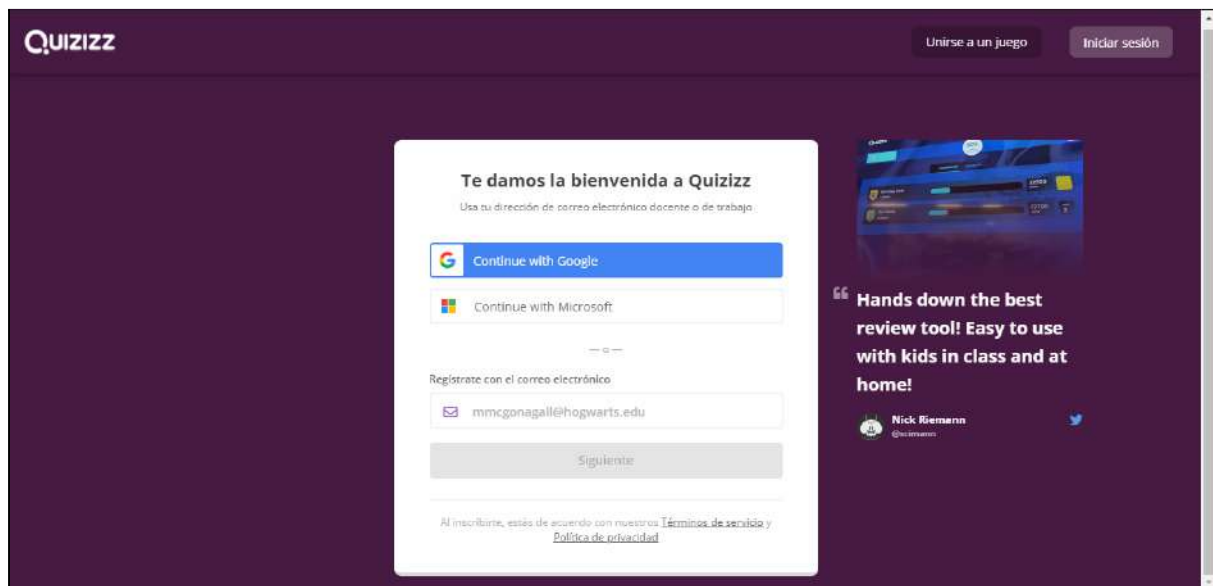 Quizizz
Unirse a un juego
Iniciar sesión
Te damos la bienvenida a Quizizz
Usa tu dirección de correo electrónico docente o de trabajo
Continue with Google
Continue with Microsoft
— o —
Regístrate con el correo electrónico
mmcgonagall@hogwarts.edu
Siguiente
Al inscribirte, estás de acuerdo con nuestros Términos de servicio y
Política de privacidad
“
Hands down the best
review tool! Easy to use
with kids in class and at
home!
Nick Riemann